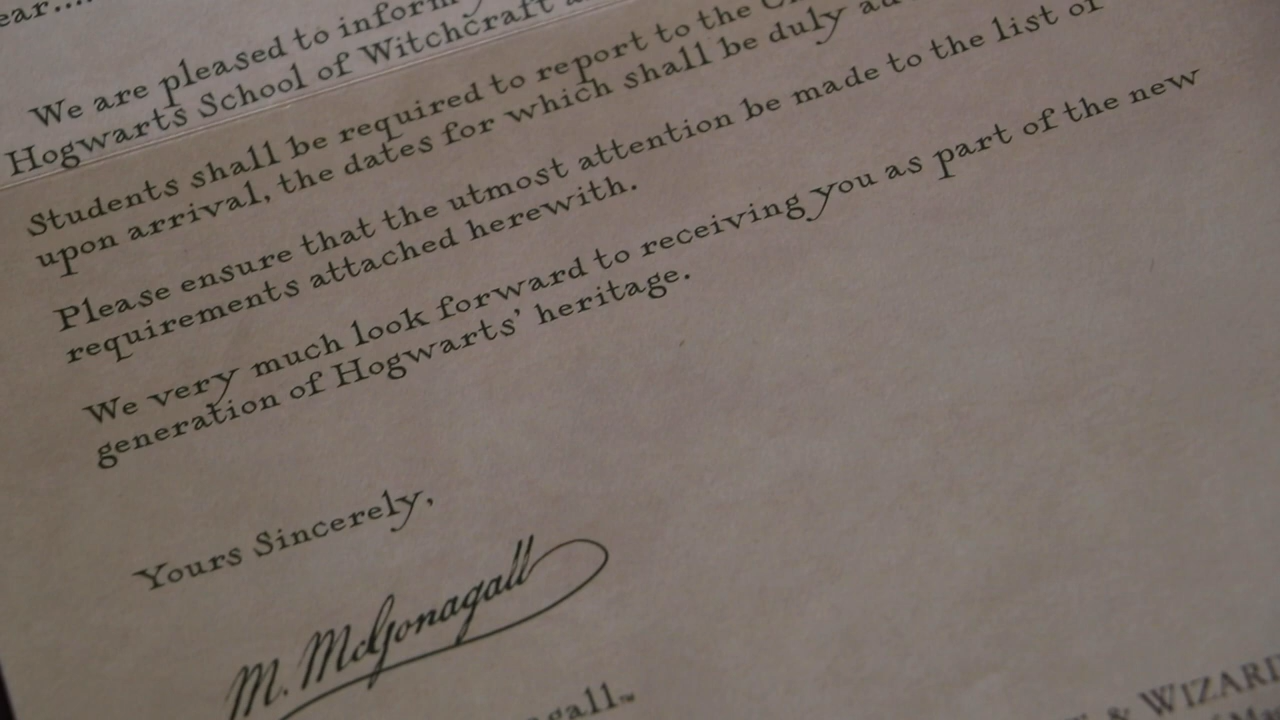 We are pleased to inform
Hogwarts School of Witchcraft
Students shall be required to report to the
upon arrival, the dates for which shall be duly
Please ensure that the utmost attention be made to the list of
requirements attached herewith.
We very much look forward to receiving you as part of the new
generation of Hogwarts' heritage.
Yours Sincerely,
M. McGonagall
& WIZARD